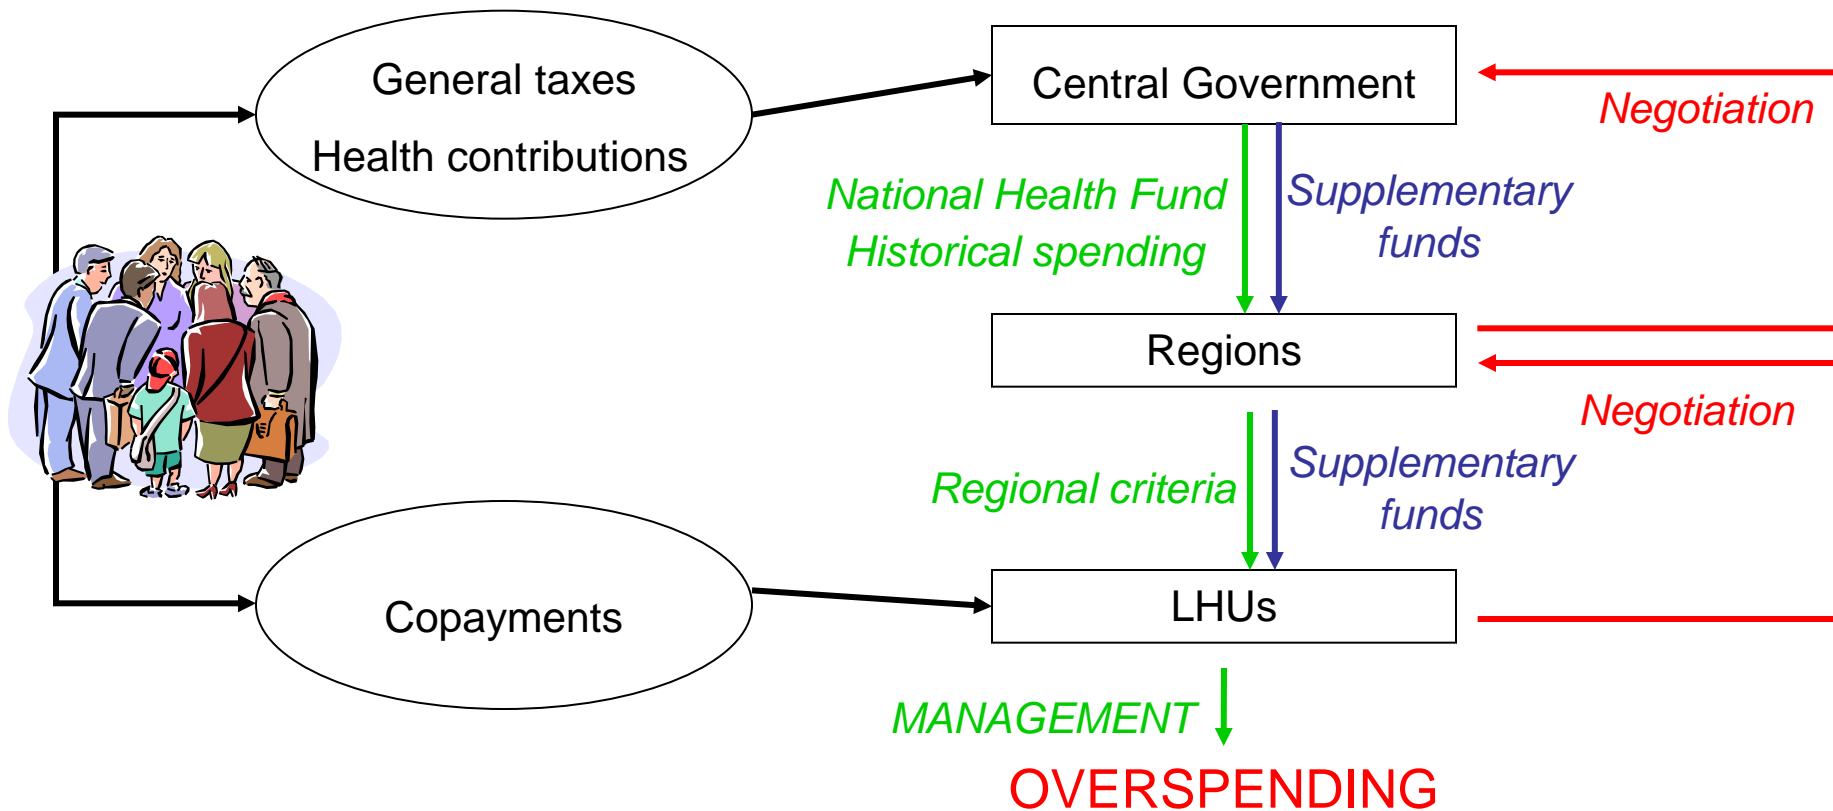 General taxes
Health contributions
Central Government
Negotiation
National Health Fund
Historical spending
Supplementary
funds
Regions
Negotiation
Regional criteria
Supplementary
funds
Copayments
LHUs
MANAGEMENT
OVERSPENDING